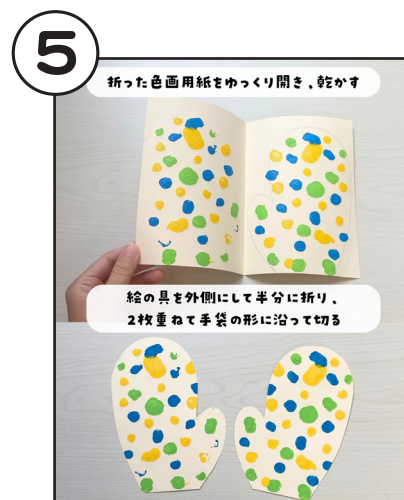 5
折った色画用紙をゆっくり開き、乾かす
絵の具を外側にして半分に折り、
2枚重ねて手袋の形に沿って切る